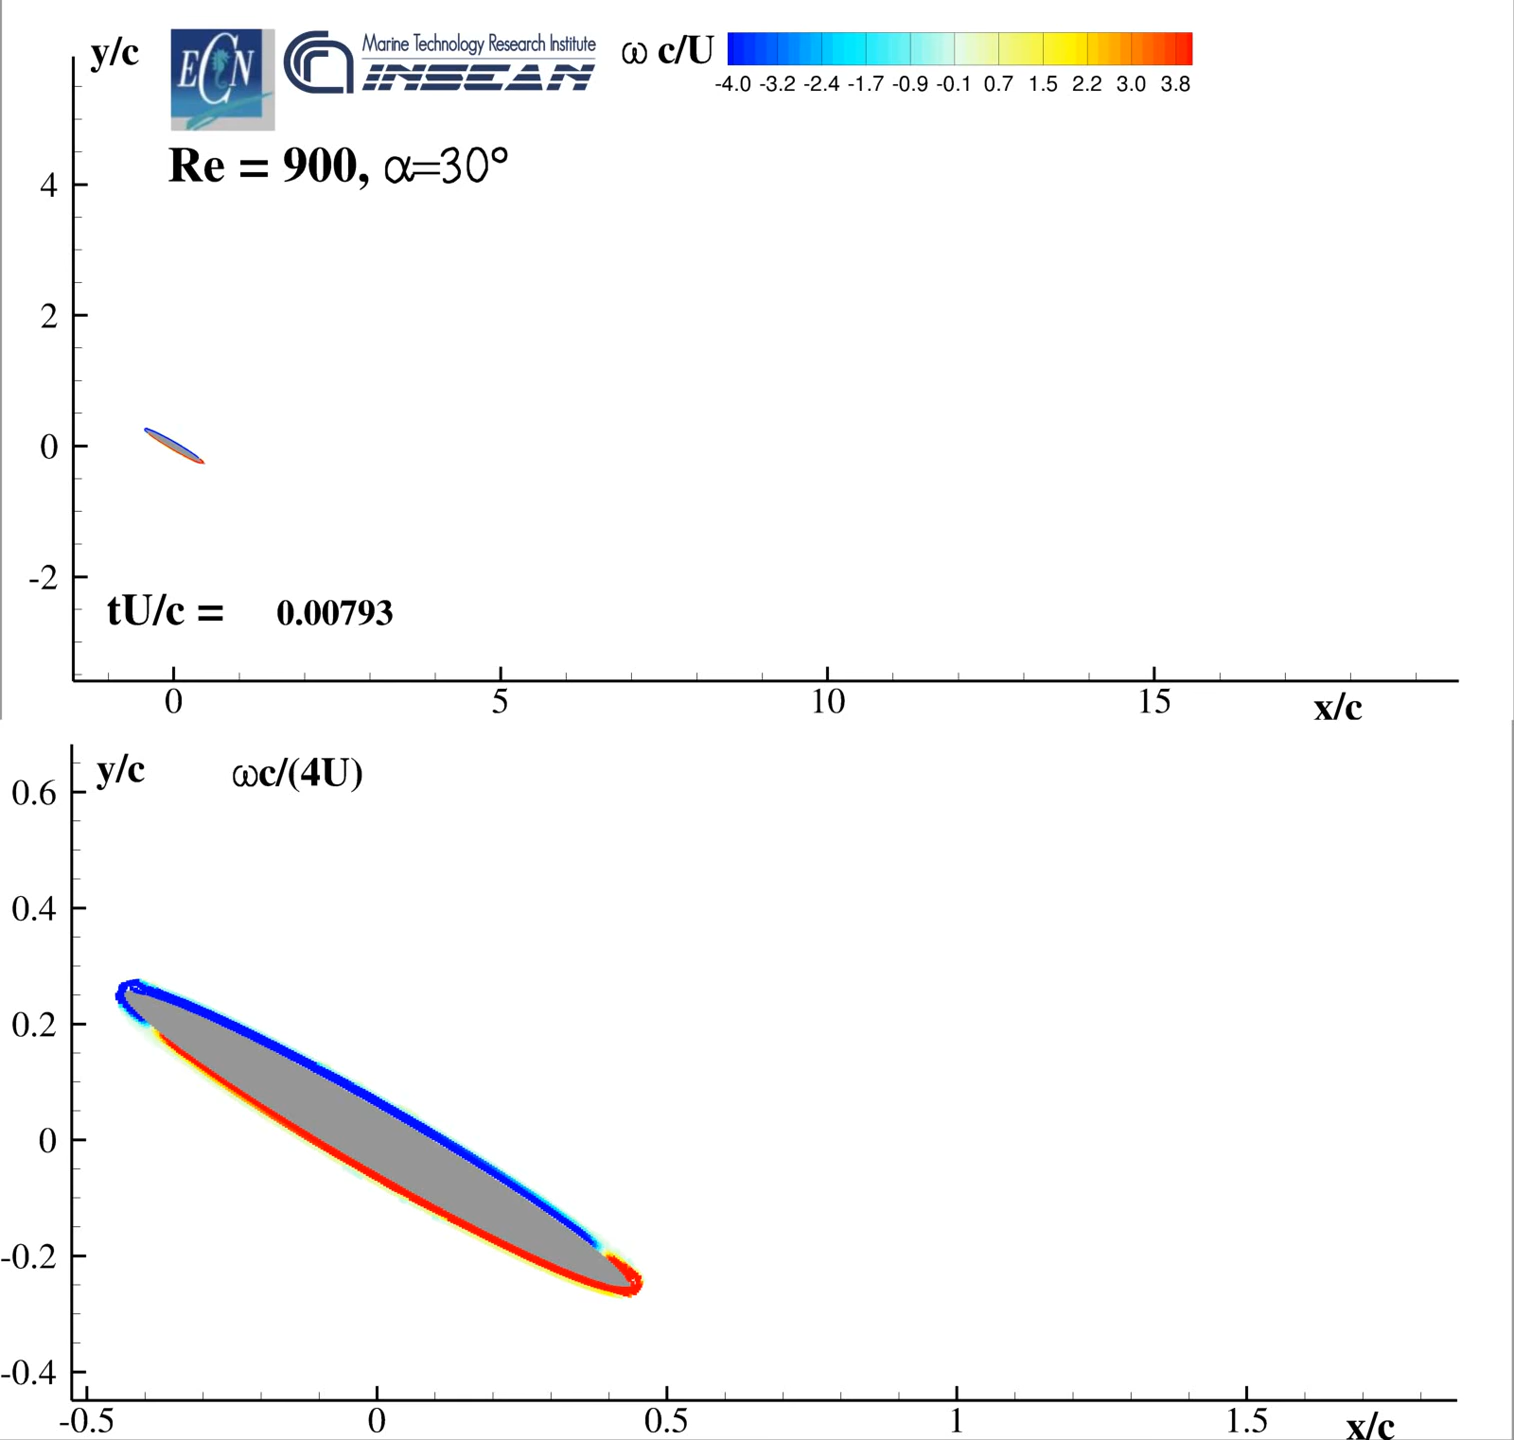 y/c
ECN
Marine Technology Research Institute
INSEAN
ω c/U
-4.0 -3.2 -2.4 -1.7 -0.9 -0.1 0.7 1.5 2.2 3.0 3.8
Re = 900, α=30°
4
2
0
-2
tU/c = 0.00793
0 5 10 15
x/c
y/c
ωc/(4U)
0.6
0.4
0.2
0
-0.2
-0.4
-0.5 0 0.5 1 1.5
x/c